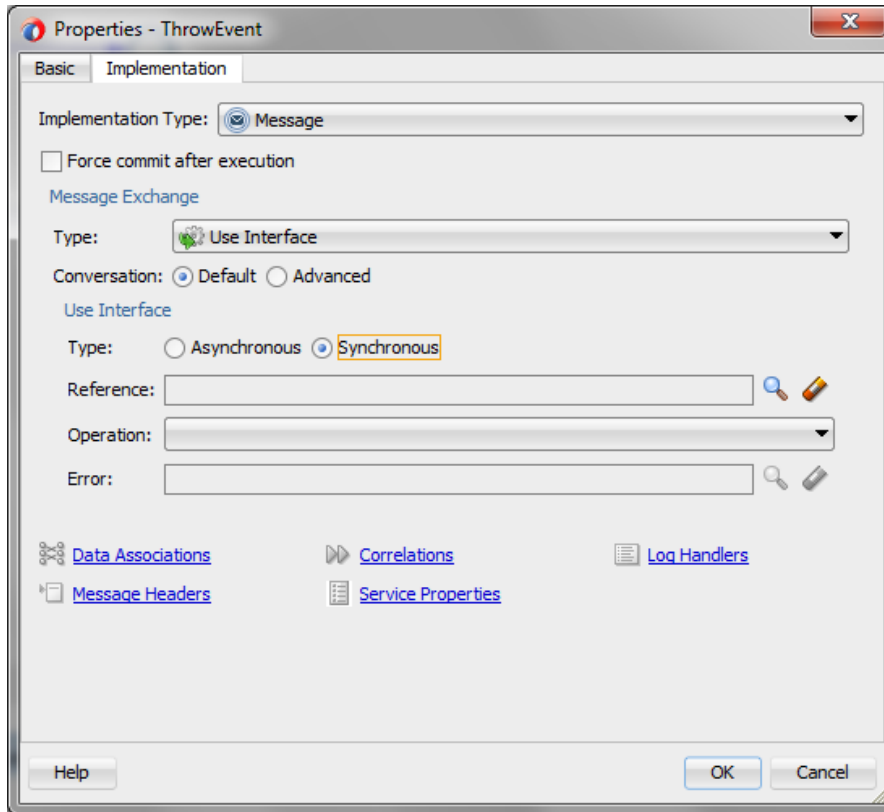 Properties - ThrowEvent
Basic Implementation
Implementation Type: Message
Force commit after execution
Message Exchange
Type: Use Interface
Conversation: Default Advanced
Use Interface
Type: Asynchronous Synchronous
Reference:
Operation:
Error:
Data Associations Correlations Log Handlers
Message Headers Service Properties
Help OK Cancel